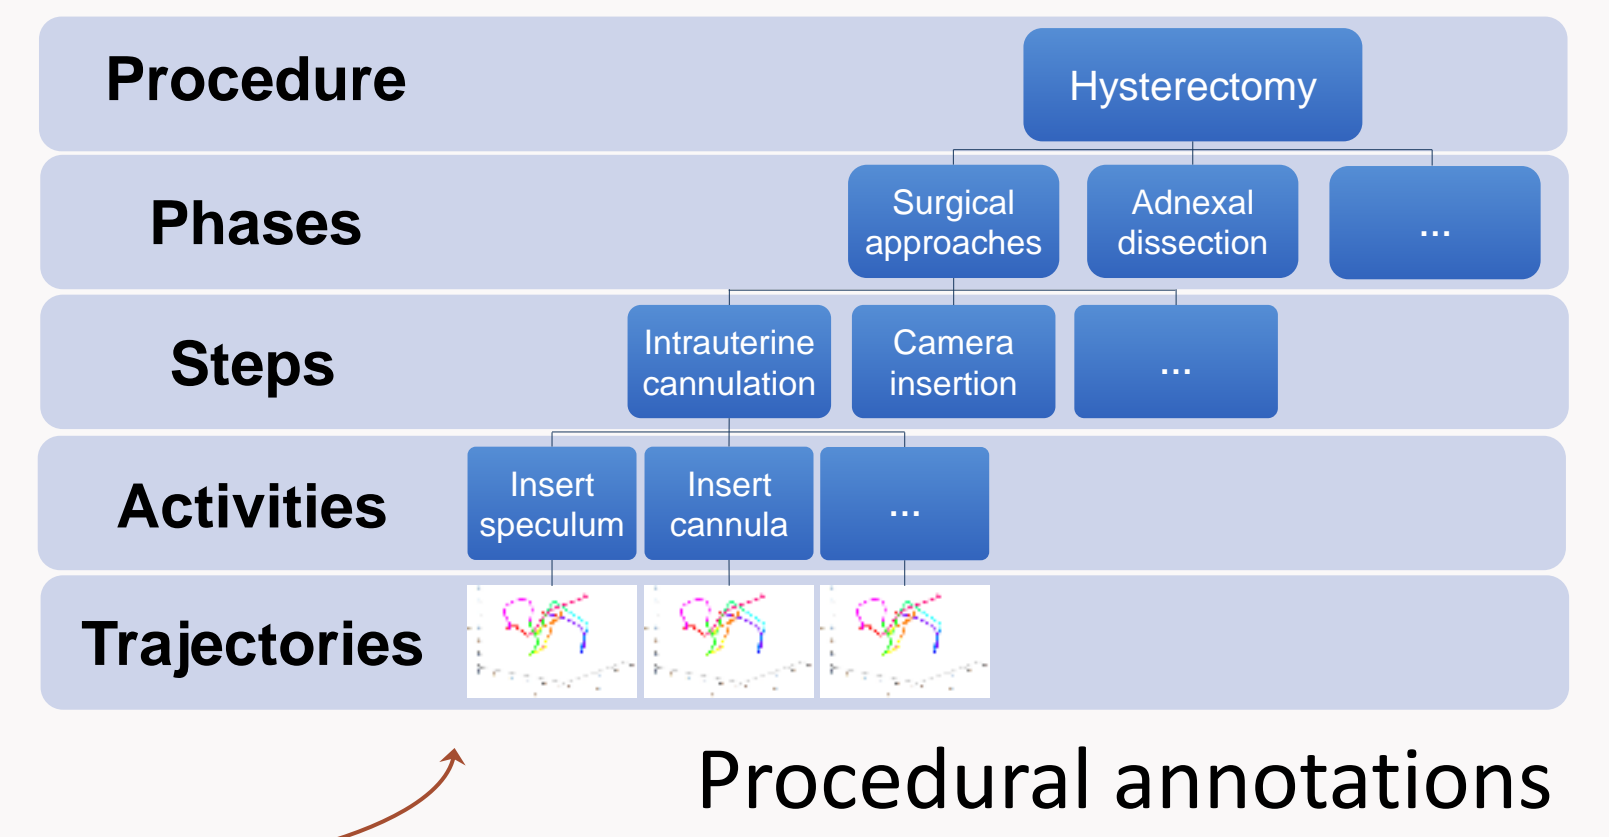 Procedure
Hysterectomy
Phases
Surgical
approaches
Adnexal
dissection
...
Steps
Intrauterine
cannulation
Camera
insertion
...
Activities
Insert
speculum
Insert
cannula
...
Trajectories
Procedural annotations